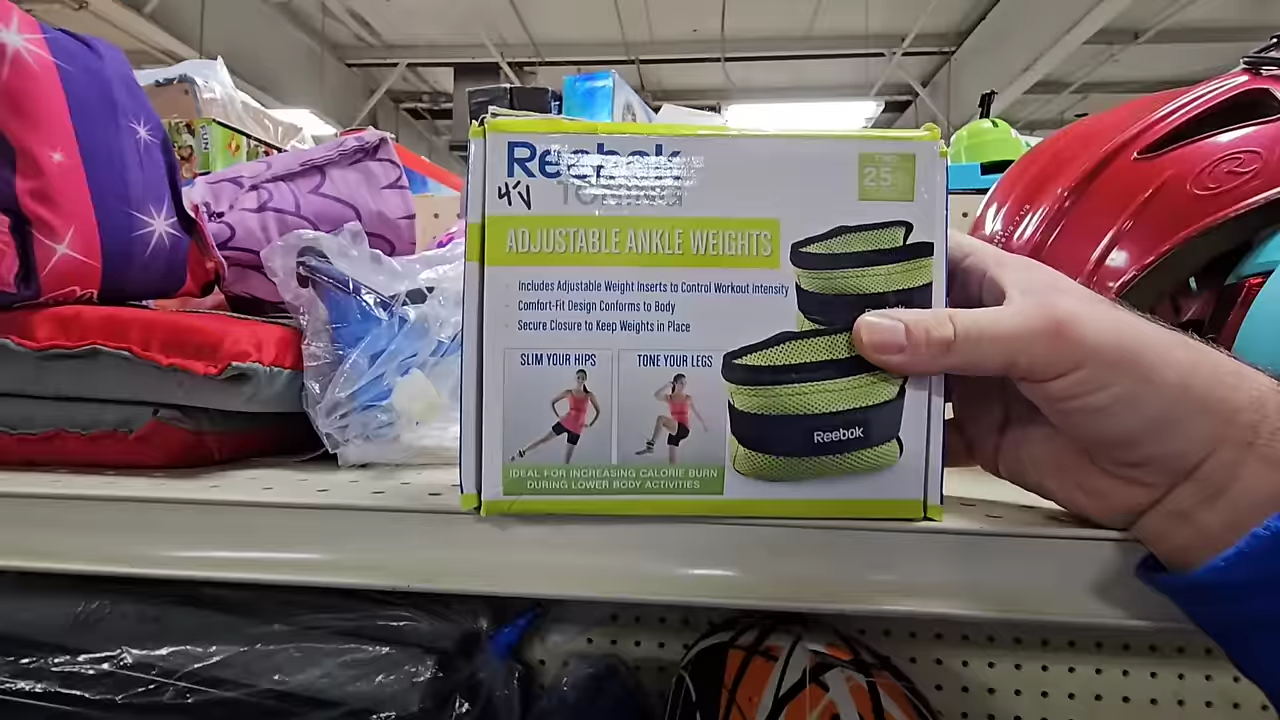 Reebok
ADJUSTABLE ANKLE WEIGHTS
Includes Adjustable Weight Inserts to Control Workout Intensity
Comfort-Fit Design Conforms to Body
Secure Closure to Keep Weights in Place
SLIM YOUR HIPS
TONE YOUR LEGS
IDEAL FOR INCREASING CALORIE BURN
DURING LOWER BODY ACTIVITIES
Reebok
25
FUN